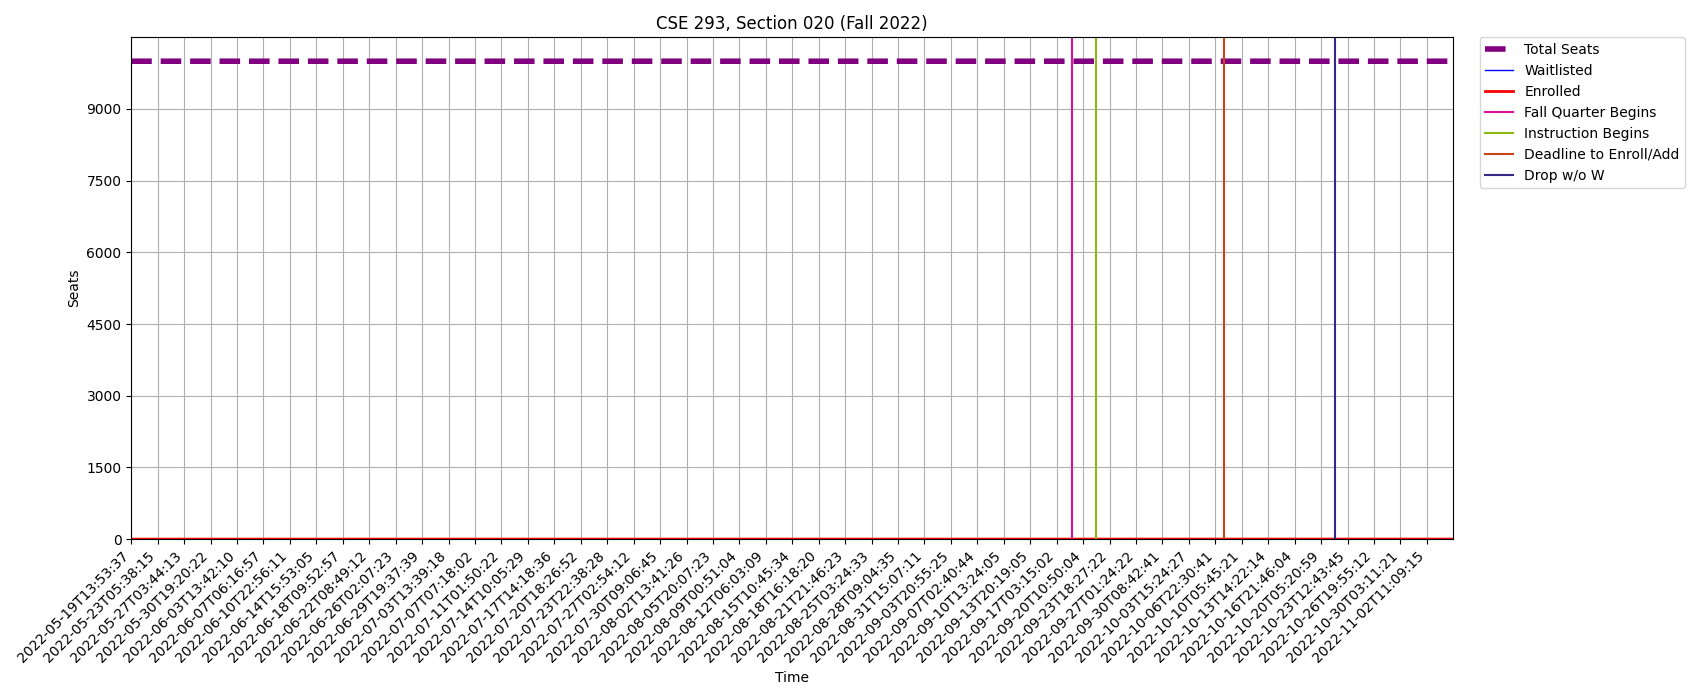 CSE 293, Section 020 (Fall 2022)
Total Seats
Waitlisted
Enrolled
Fall Quarter Begins
Instruction Begins
Deadline to Enroll/Add
Drop w/o W
Seats
9000
7500
6000
4500
3000
1500
0
2022-05-19T13:53:37
2022-05-23T05:38:15
2022-05-27T03:44:13
2022-05-30T19:20:22
2022-06-03T13:42:10
2022-06-07T06:16:57
2022-06-10T22:56:11
2022-06-14T15:53:05
2022-06-18T09:52:57
2022-06-22T08:49:12
2022-06-26T02:07:23
2022-06-29T19:37:39
2022-07-03T13:39:18
2022-07-07T07:18:02
2022-07-11T01:50:22
2022-07-14T10:05:29
2022-07-17T14:18:36
2022-07-20T18:26:52
2022-07-23T22:38:28
2022-07-27T02:54:12
2022-07-30T09:06:45
2022-08-02T13:41:26
2022-08-05T20:07:23
2022-08-09T00:51:04
2022-08-12T06:03:09
2022-08-15T10:45:34
2022-08-18T16:18:20
2022-08-21T21:46:23
2022-08-25T03:24:33
2022-08-28T09:04:35
2022-08-31T15:07:11
2022-09-03T20:55:25
2022-09-07T02:40:44
2022-09-10T13:24:05
2022-09-13T20:19:05
2022-09-17T03:15:02
2022-09-20T10:50:04
2022-09-23T18:27:22
2022-09-27T01:24:22
2022-09-30T08:42:41
2022-10-03T15:24:27
2022-10-06T22:30:41
2022-10-10T05:45:21
2022-10-13T14:22:14
2022-10-16T21:46:04
2022-10-20T05:20:59
2022-10-23T12:43:45
2022-10-26T19:55:12
2022-10-30T03:11:21
2022-11-02T11:09:15
Time